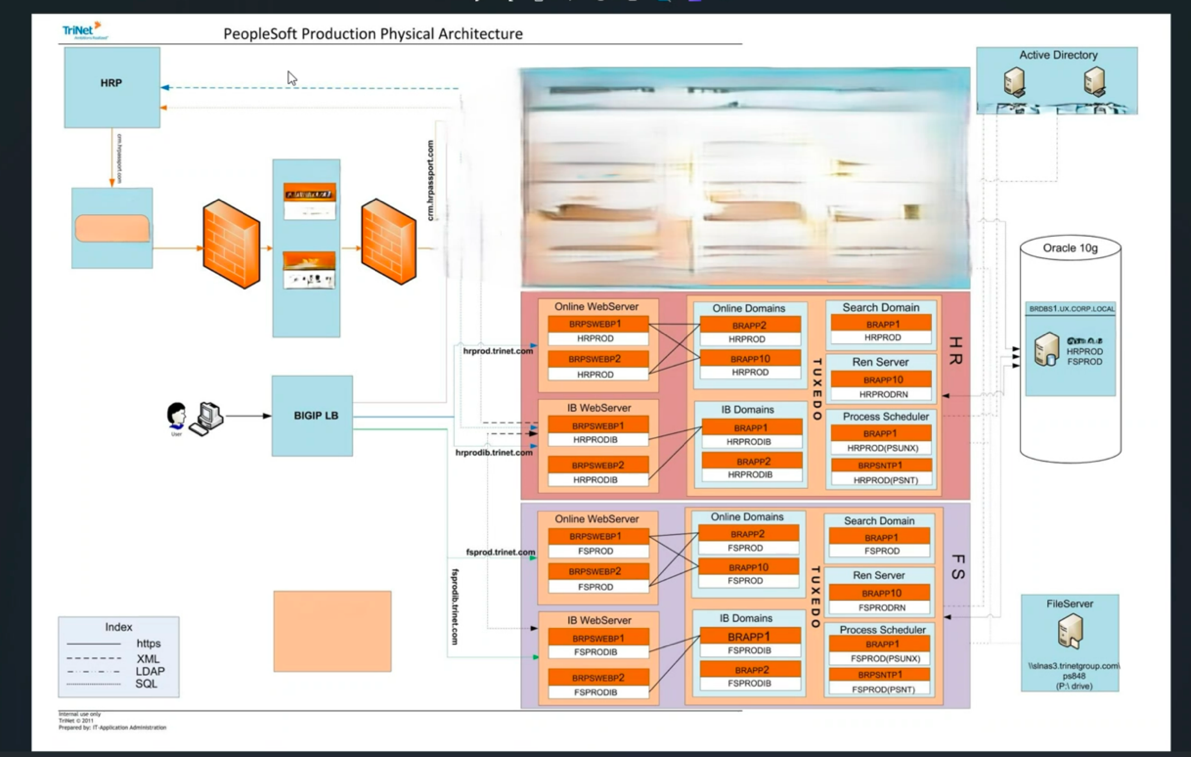 TriNet
PeopleSoft Production Physical Architecture
HRP
crm.hrpassport.com
crm.hrpassport.com
Active Directory
Oracle 10g
BRDBS1.UX.CORP.LOCAL
HRPROD
FSPROD
Online WebServer
BRPSWEBP1
HRPROD
BRPSWEBP2
HRPROD
IB WebServer
BRPSWEBP1
HRPRODIB
BRPSWEBP2
HRPRODIB
Online Domains
BRAPP2
HRPROD
BRAPP10
HRPROD
IB Domains
BRAPP1
HRPRODIB
BRAPP2
HRPRODIB
TUXEDO
Search Domain
BRAPP1
HRPROD
Ren Server
BRAPP10
HRPRODRN
Process Scheduler
BRAPP1
HRPROD(PSUNX)
BRPSNTP1
HRPROD(PSNT)
HR
hrprod.trinet.com
hrprodib.trinet.com
User
BIGIP LB
Online WebServer
BRPSWEBP1
FSPROD
BRPSWEBP2
FSPROD
IB WebServer
BRPSWEBP1
FSPRODIB
BRPSWEBP2
FSPRODIB
Online Domains
BRAPP2
FSPROD
BRAPP10
FSPROD
IB Domains
BRAPP1
FSPRODIB
BRAPP2
FSPRODIB
TUXEDO
Search Domain
BRAPP1
FSPROD
Ren Server
BRAPP10
FSPRODRN
Process Scheduler
BRAPP1
FSPROD(PSUNX)
BRPSNTP1
FSPROD(PSNT)
FS
fsprod.trinet.com
fsprodib.trinet.com
FileServer
\\slnas3.trinetgroup.com\
ps848
(P:\ drive)
Index
https
XML
LDAP
SQL
Internal use only
TriNet © 2011
Prepared by: IT-Application Administration